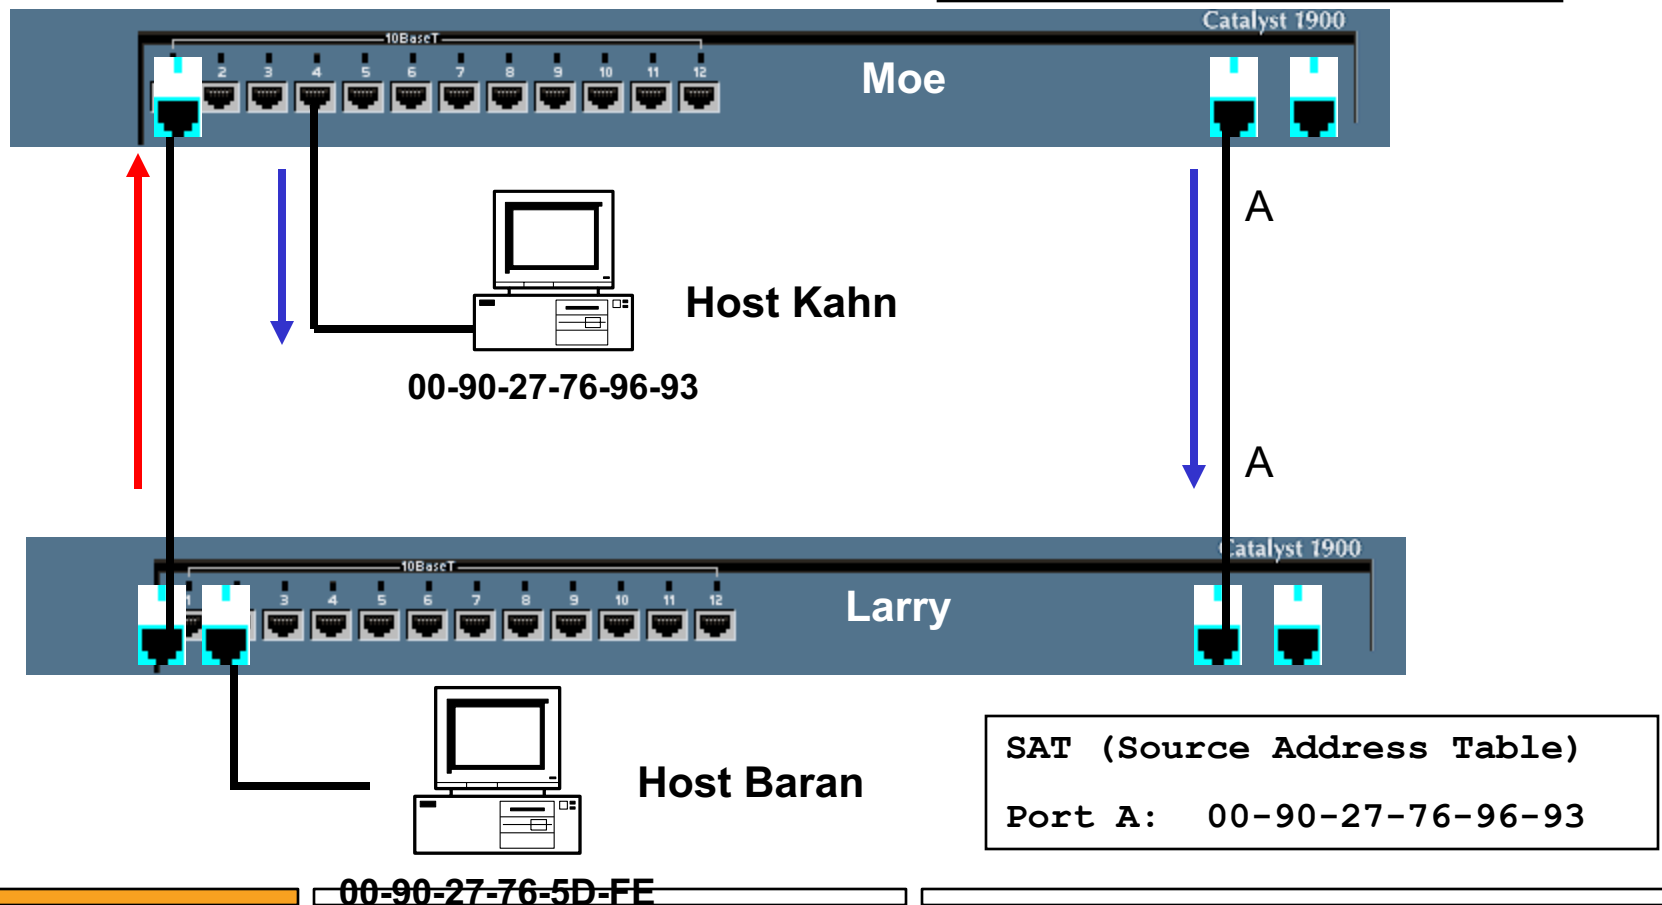 Catalyst 1900
10BaseT
2 3 4 5 6 7 8 9 10 11 12
Moe
A
Host Kahn
00-90-27-76-96-93
A
Catalyst 1900
10BaseT
1 3 4 5 6 7 8 9 10 11 12
Larry
Host Baran
SAT (Source Address Table)
Port A: 00-90-27-76-96-93
00-90-27-76-5D-FE